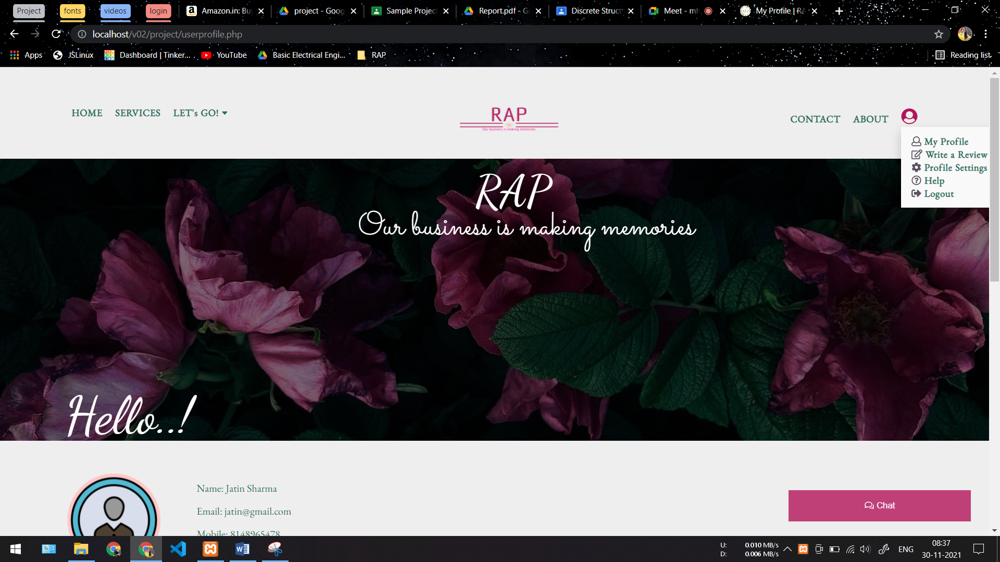 Project fonts videos login Amazon.in: Bu project - Goog Sample Project Report.pdf - G Discrete Struct Meet - mh My Profile | RA
localhost/v02/project/userprofile.php
Apps JSLinux Dashboard | Tinker... YouTube Basic Electrical Engi... RAP Reading list
HOME SERVICES LET's GO! RAP CONTACT ABOUT
Our business is making memories
My Profile
Write a Review
Profile Settings
Help
Logout
RAP
Our business is making memories
Hello..!
Name: Jatin Sharma
Email: jatin@gmail.com
Chat
Mobile: 8148965478
U: 0.010 MB/s
D: 0.006 MB/s
ENG
08:37
30-11-2021